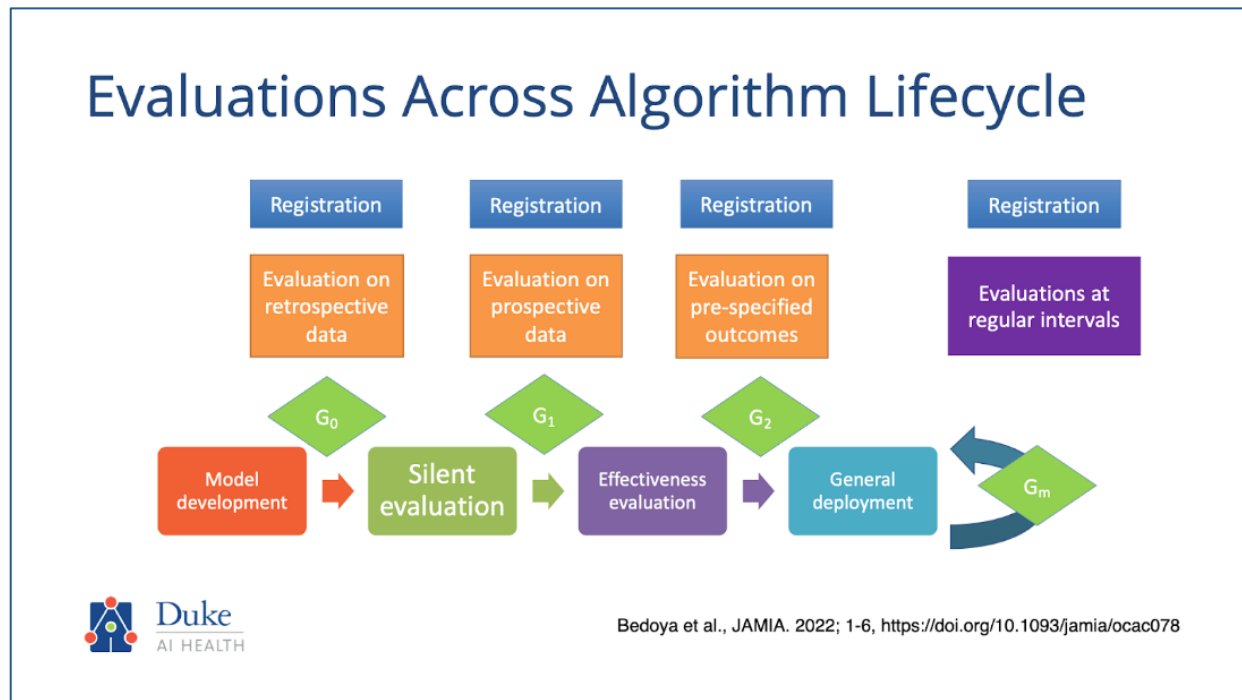 Evaluations Across Algorithm Lifecycle
Registration
Registration
Registration
Registration
Evaluation on
retrospective
data
Evaluation on
prospective
data
Evaluation on
pre-specified
outcomes
Evaluations at
regular intervals
G₀
G₁
G₂
Gₘ
Model
development
Silent
evaluation
Effectiveness
evaluation
General
deployment
Duke
AI HEALTH
Bedoya et al., JAMIA. 2022; 1-6, https://doi.org/10.1093/jamia/ocac078